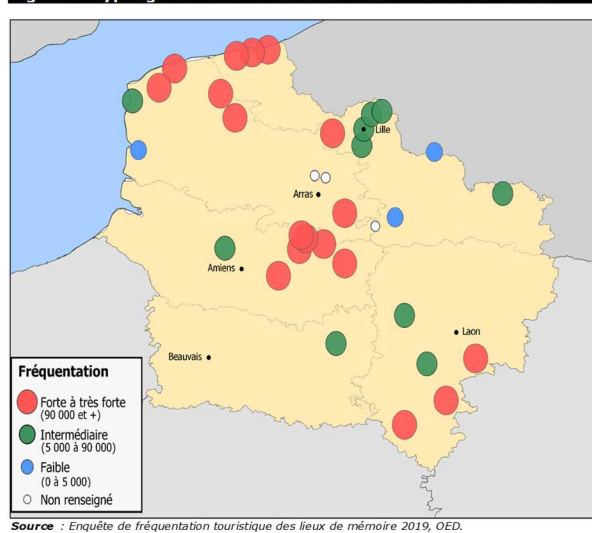 Lille
Arras
Amiens
Laon
Beauvais
Fréquentation
Forte à très forte
(90 000 et +)
Intermédiaire
(5 000 à 90 000)
Faible
(0 à 5 000)
Non renseigné
Source : Enquête de fréquentation touristique des lieux de mémoire 2019, OED.